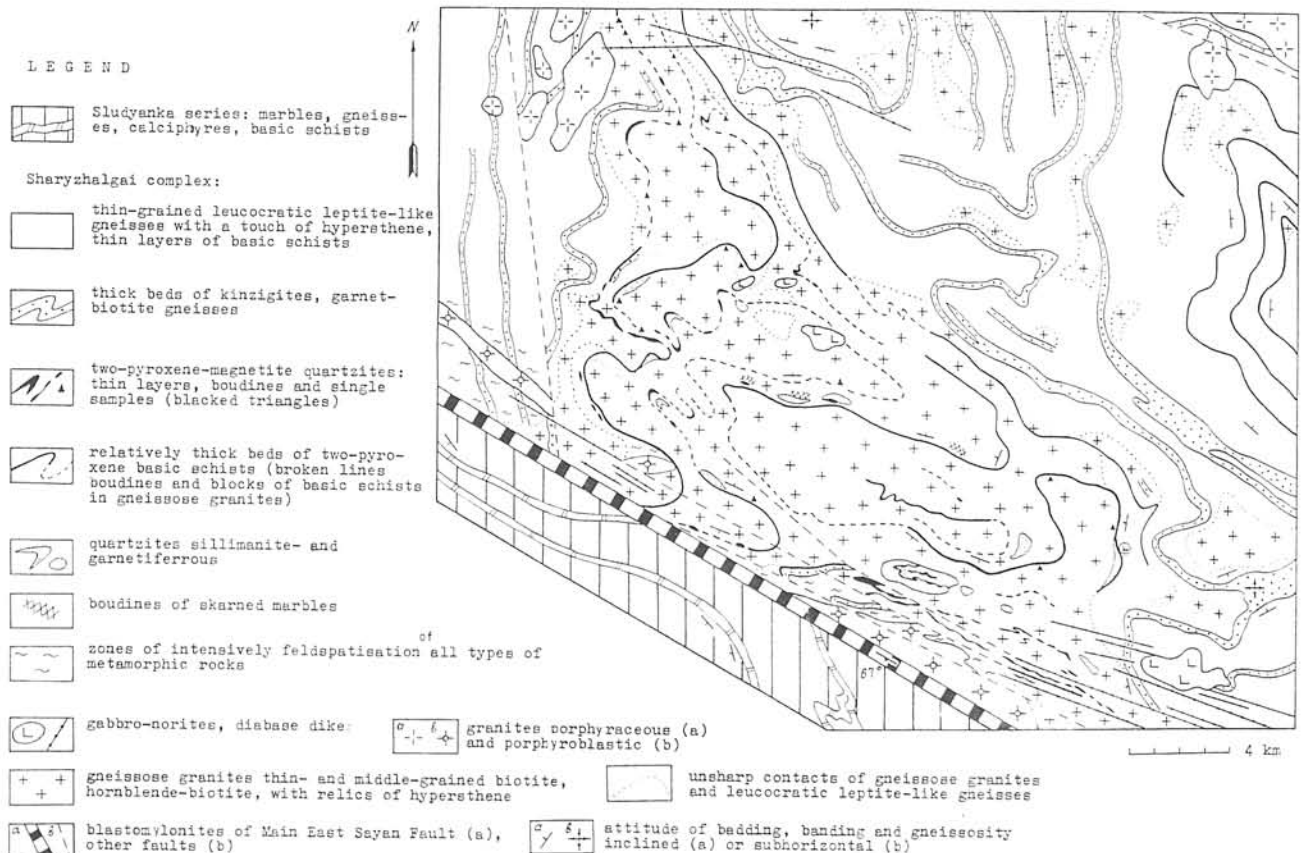 LEGEND
N
Sludyanka series: marbles, gneiss-
es, calciphyres, basic schists
Sharyzhalgai complex:
thin-grained leucocratic leptite-like
gneisses with a touch of hypersthene,
thin layers of basic schists
thick beds of kinzigites, garnet-
biotite gneisses
two-pyroxene-magnetite quartzites:
thin layers, boudines and single
samples (blacked triangles)
relatively thick beds of two-pyro-
xene basic schists (broken lines
boudines and blocks of basic schists
in gneissose granites)
quartzites sillimanite- and
garnetiferrous
boudines of skarned marbles
zones of intensively feldspatisation of all types of
metamorphic rocks
67°
gabbro-norites, diabase dike
a b granites porphyraceous (a)
and porphyroblastic (b)
4 km
gneissose granites thin- and middle-grained biotite,
hornblende-biotite, with relics of hypersthene
unsharp contacts of gneissose granites
and leucocratic leptite-like gneisses
a b blastomylonites of Main East Sayan Fault (a),
other faults (b)
a b attitude of badding, banding and gneissosity
inclined (a) or subhorizontal (b)